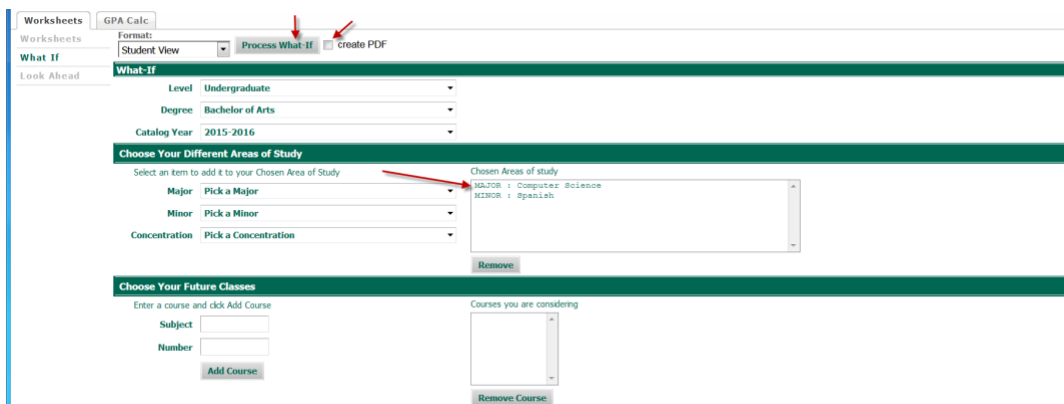 Worksheets GPA Calc
Worksheets
What If
Look Ahead
Format:
Student View Process What-If create PDF
What-If
Level Undergraduate
Degree Bachelor of Arts
Catalog Year 2015-2016
Choose Your Different Areas of Study
Select an item to add it to your Chosen Area of Study
Chosen Areas of study
MAJOR : Computer Science
MINOR : Spanish
Major Pick a Major
Minor Pick a Minor
Concentration Pick a Concentration
Remove
Choose Your Future Classes
Enter a course and click Add Course
Courses you are considering
Subject
Number
Add Course
Remove Course